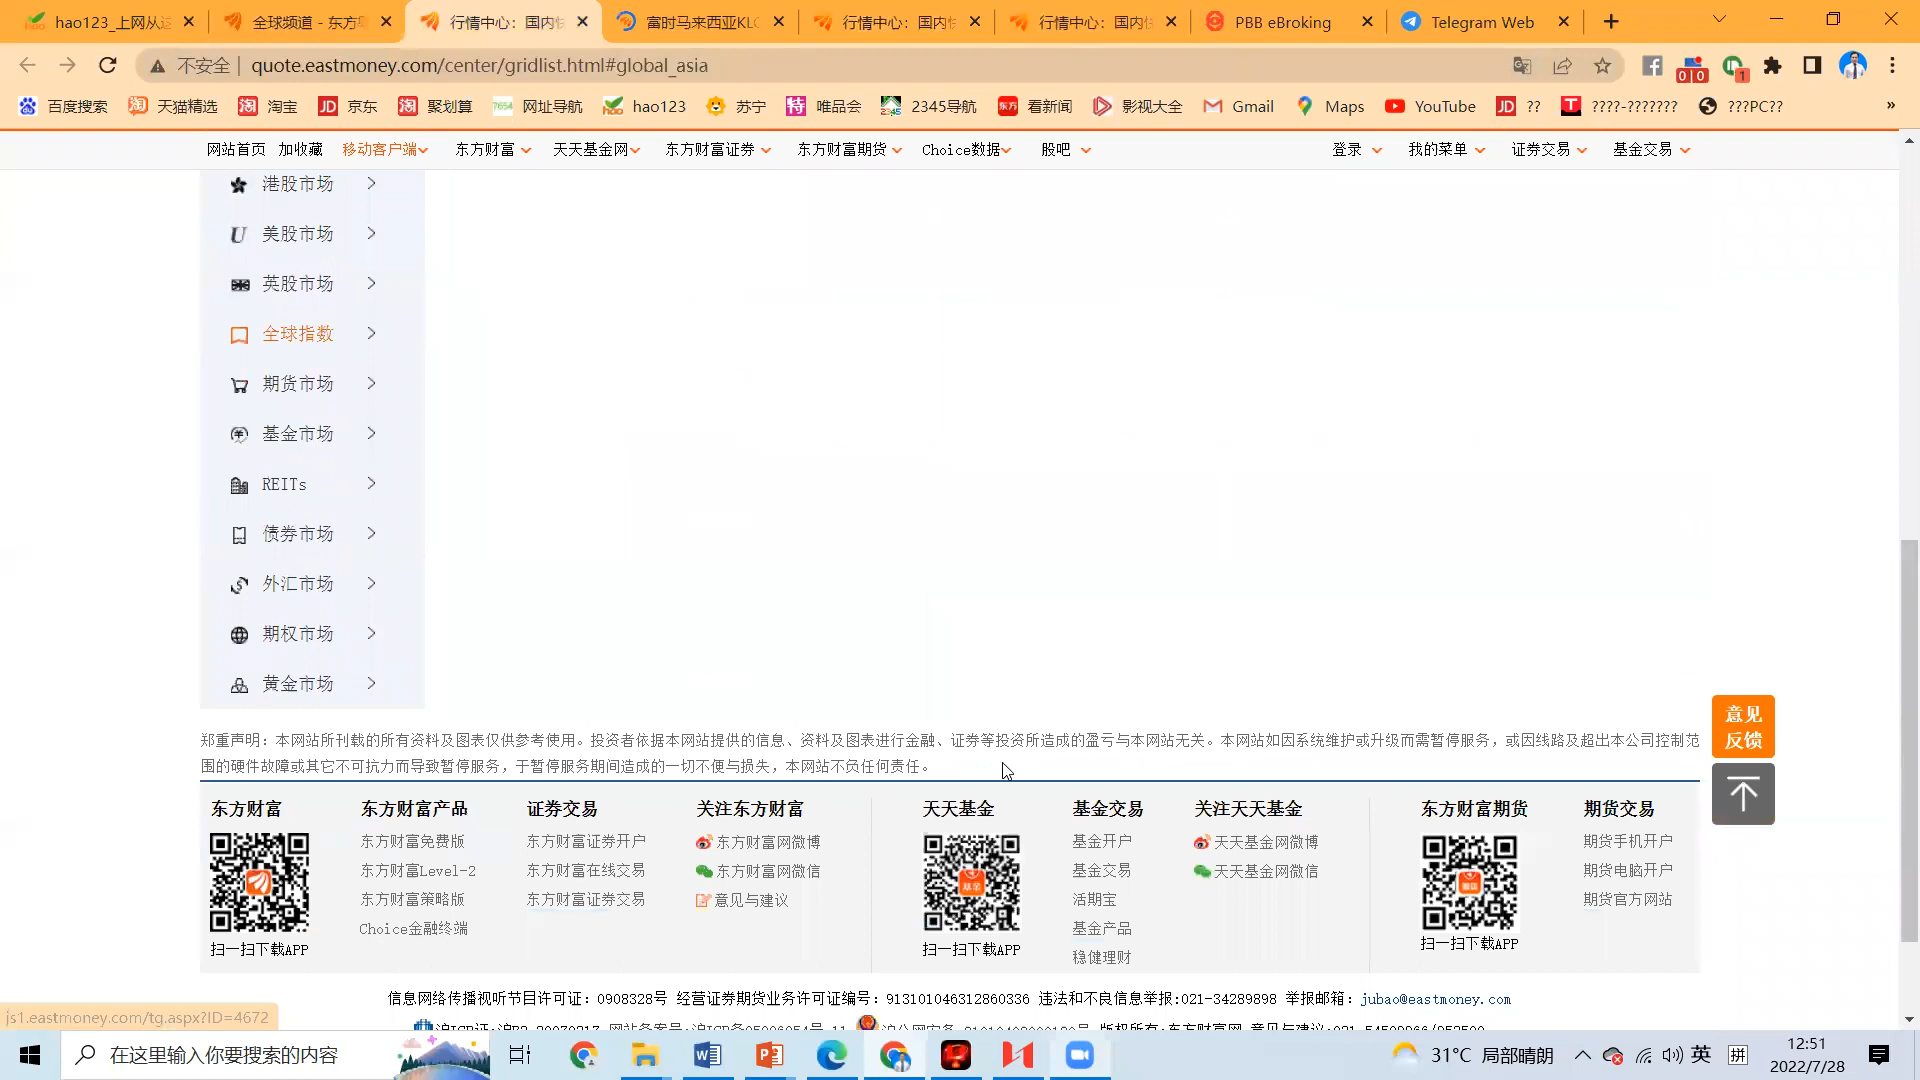 hao123_上网从这 全球频道 - 东方 行情中心：国内 富时马来西亚KLC 行情中心：国内 行情中心：国内 PBB eBroking Telegram Web
不安全 quote.eastmoney.com/center/gridlist.html#global_asia
百度搜索 天猫精选 淘宝 京东 聚划算 网址导航 hao123 苏宁 唯品会 2345导航 看新闻 影视大全 Gmail Maps YouTube ?? ????-??????? ???PC?? »
网站首页 加收藏 移动客户端 东方财富 天天基金网 东方财富证券 东方财富期货 Choice数据 股吧 登录 我的菜单 证券交易 基金交易
港股市场
美股市场
英股市场
全球指数
期货市场
基金市场
REITs
债券市场
外汇市场
期权市场
黄金市场
意见
反馈
郑重声明：本网站所刊载的所有资料及图表仅供参考使用。投资者依据本网站提供的信息、资料及图表进行金融、证券等投资所造成的盈亏与本网站无关。本网站如因系统维护或升级而需暂停服务，或因线路及超出本公司控制范
围的硬件故障或其它不可抗力而导致暂停服务，于暂停服务期间造成的一切不便与损失，本网站不负任何责任。
东方财富 东方财富产品 证券交易 关注东方财富 天天基金 基金交易 关注天天基金 东方财富期货 期货交易
东方财富免费版 东方财富证券开户 东方财富网微博 基金开户 天天基金网微博 期货手机开户
东方财富Level-2 东方财富在线交易 东方财富网微信 基金交易 天天基金网微信 期货电脑开户
东方财富策略版 东方财富证券交易 意见与建议 活期宝 期货官方网站
Choice金融终端 基金产品
扫一扫下载APP 扫一扫下载APP 稳健理财 扫一扫下载APP
信息网络传播视听节目许可证：0908328号 经营证券期货业务许可证编号：913101046312860336 违法和不良信息举报:021-34289898 举报邮箱：jubao@eastmoney.com
js1.eastmoney.com/tg.aspx?ID=4672
在这里输入你要搜索的内容 31°C 局部晴朗 英 拼 12:51
2022/7/28